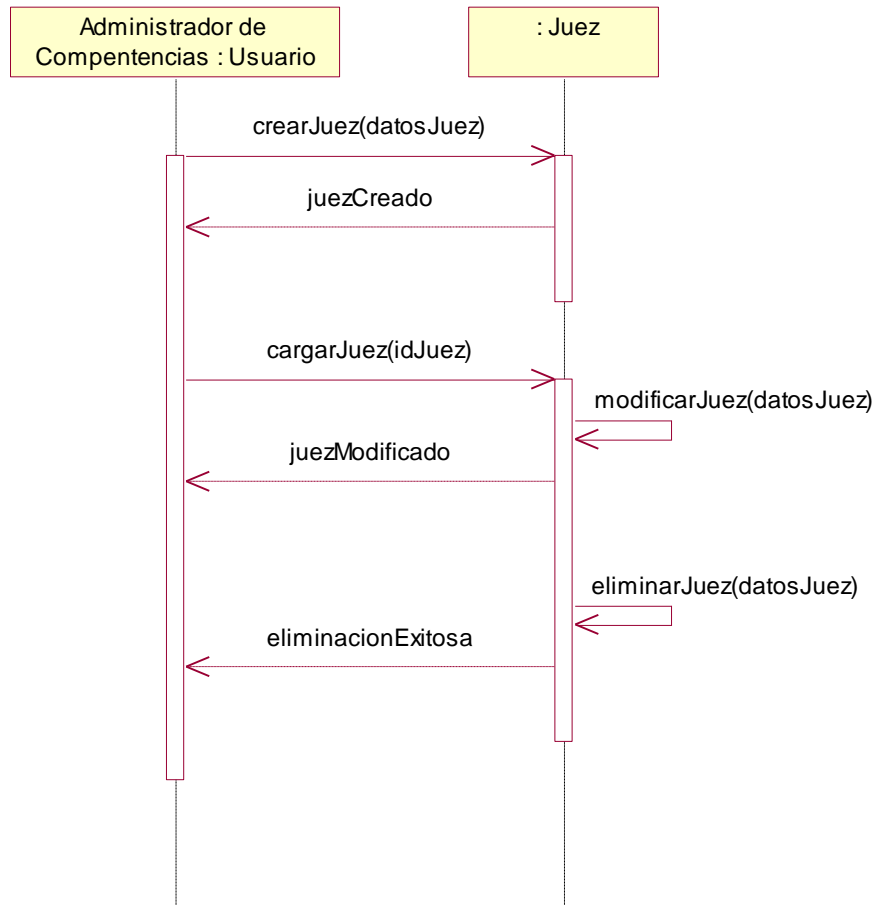 Administrador de
Compentencias : Usuario
: Juez
crearJuez(datosJuez)
juezCreado
cargarJuez(idJuez)
modificarJuez(datosJuez)
juezModificado
eliminarJuez(datosJuez)
eliminacionExitosa